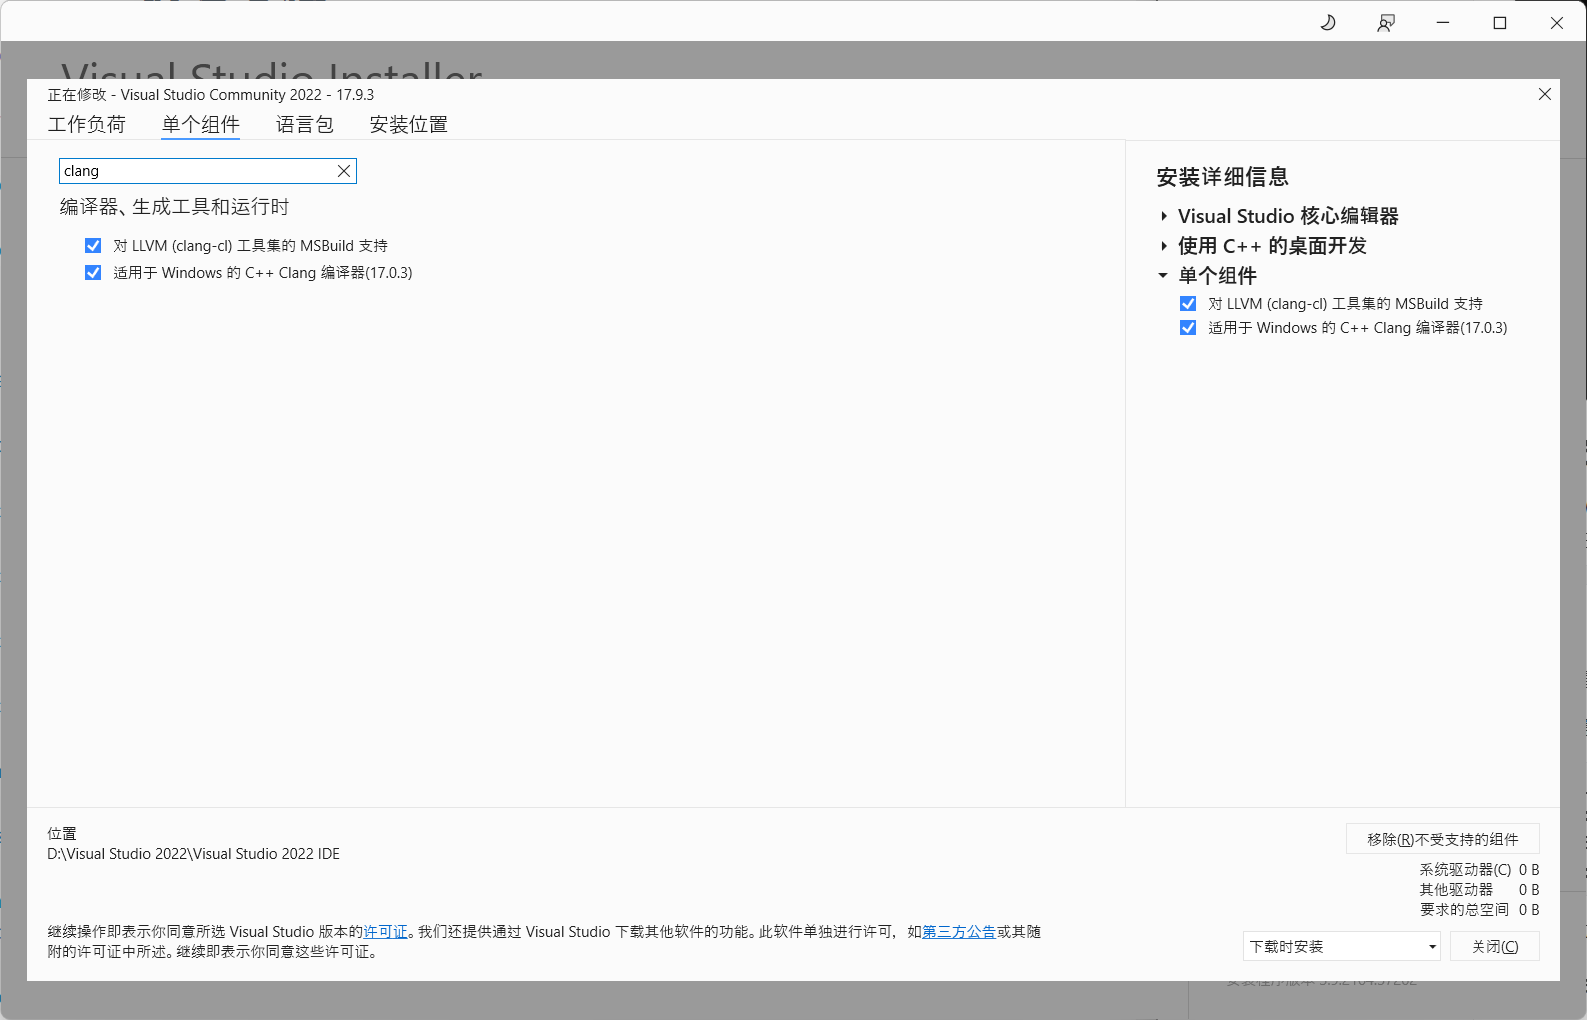 Visual Studio Installer
正在修改 - Visual Studio Community 2022 - 17.9.3
工作负荷 单个组件 语言包 安装位置
clang
编译器、生成工具和运行时
对 LLVM (clang-cl) 工具集的 MSBuild 支持
适用于 Windows 的 C++ Clang 编译器(17.0.3)
安装详细信息
Visual Studio 核心编辑器
使用 C++ 的桌面开发
单个组件
对 LLVM (clang-cl) 工具集的 MSBuild 支持
适用于 Windows 的 C++ Clang 编译器(17.0.3)
位置
D:\Visual Studio 2022\Visual Studio 2022 IDE
继续操作即表示你同意所选 Visual Studio 版本的许可证。我们还提供通过 Visual Studio 下载其他软件的功能。此软件单独进行许可，如第三方公告或其随
附的许可证中所述。继续即表示你同意这些许可证。
移除(R)不受支持的组件
系统驱动器(C) 0 B
其他驱动器 0 B
要求的总空间 0 B
下载时安装
关闭(C)